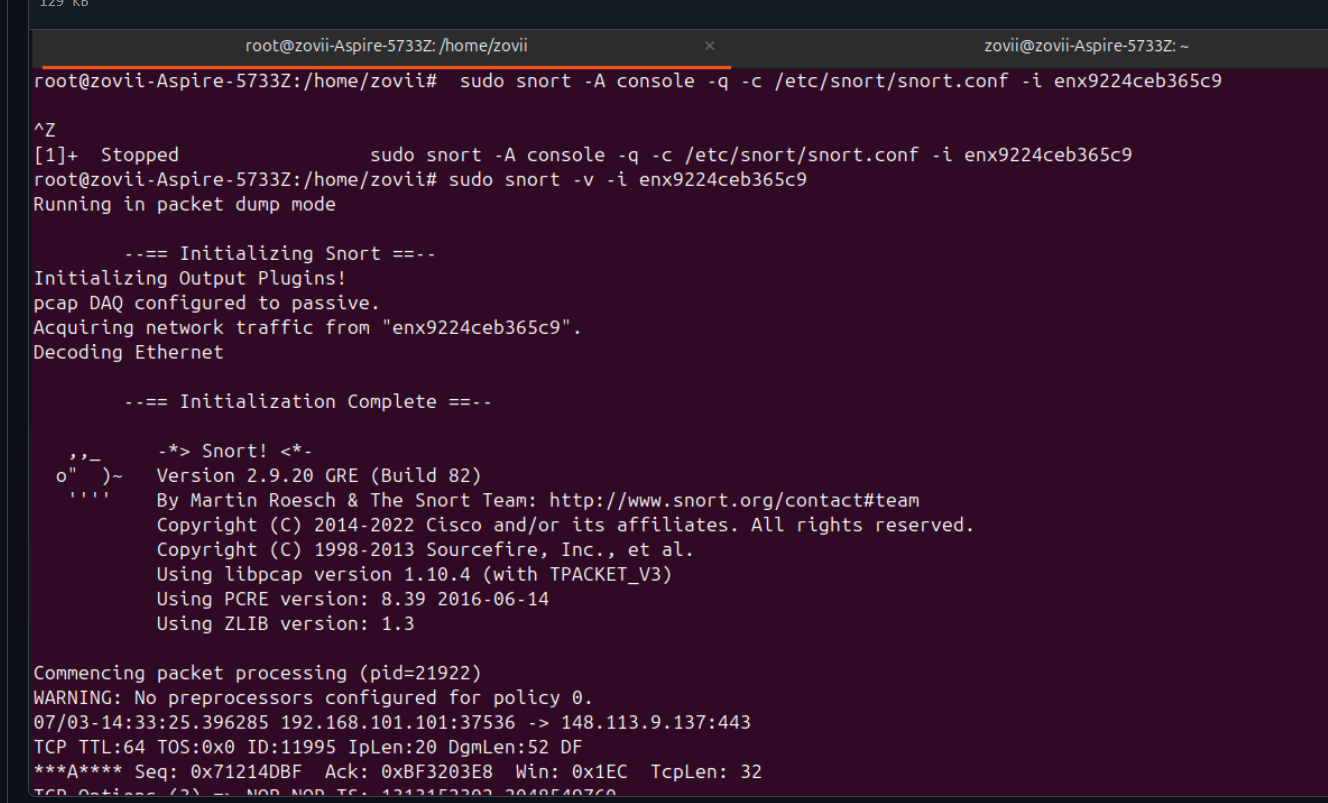 129 KB
root@zovii-Aspire-5733Z: /home/zovii × zovii@zovii-Aspire-5733Z: ~
root@zovii-Aspire-5733Z:/home/zovii#  sudo snort -A console -q -c /etc/snort/snort.conf -i enx9224ceb365c9
^Z
[1]+  Stopped                 sudo snort -A console -q -c /etc/snort/snort.conf -i enx9224ceb365c9
root@zovii-Aspire-5733Z:/home/zovii# sudo snort -v -i enx9224ceb365c9
Running in packet dump mode
        --== Initializing Snort ==--
Initializing Output Plugins!
pcap DAQ configured to passive.
Acquiring network traffic from "enx9224ceb365c9".
Decoding Ethernet
        --== Initialization Complete ==--
   ,,_     -*> Snort! <*-
  o"  )~   Version 2.9.20 GRE (Build 82)
   ''''    By Martin Roesch & The Snort Team: http://www.snort.org/contact#team
           Copyright (C) 2014-2022 Cisco and/or its affiliates. All rights reserved.
           Copyright (C) 1998-2013 Sourcefire, Inc., et al.
           Using libpcap version 1.10.4 (with TPACKET_V3)
           Using PCRE version: 8.39 2016-06-14
           Using ZLIB version: 1.3
Commencing packet processing (pid=21922)
WARNING: No preprocessors configured for policy 0.
07/03-14:33:25.396285 192.168.101.101:37536 -> 148.113.9.137:443
TCP TTL:64 TOS:0x0 ID:11995 IpLen:20 DgmLen:52 DF
***A**** Seq: 0x71214DBF  Ack: 0xBF3203E8  Win: 0x1EC  TcpLen: 32
TCP Options (3) => NOP NOP TS: